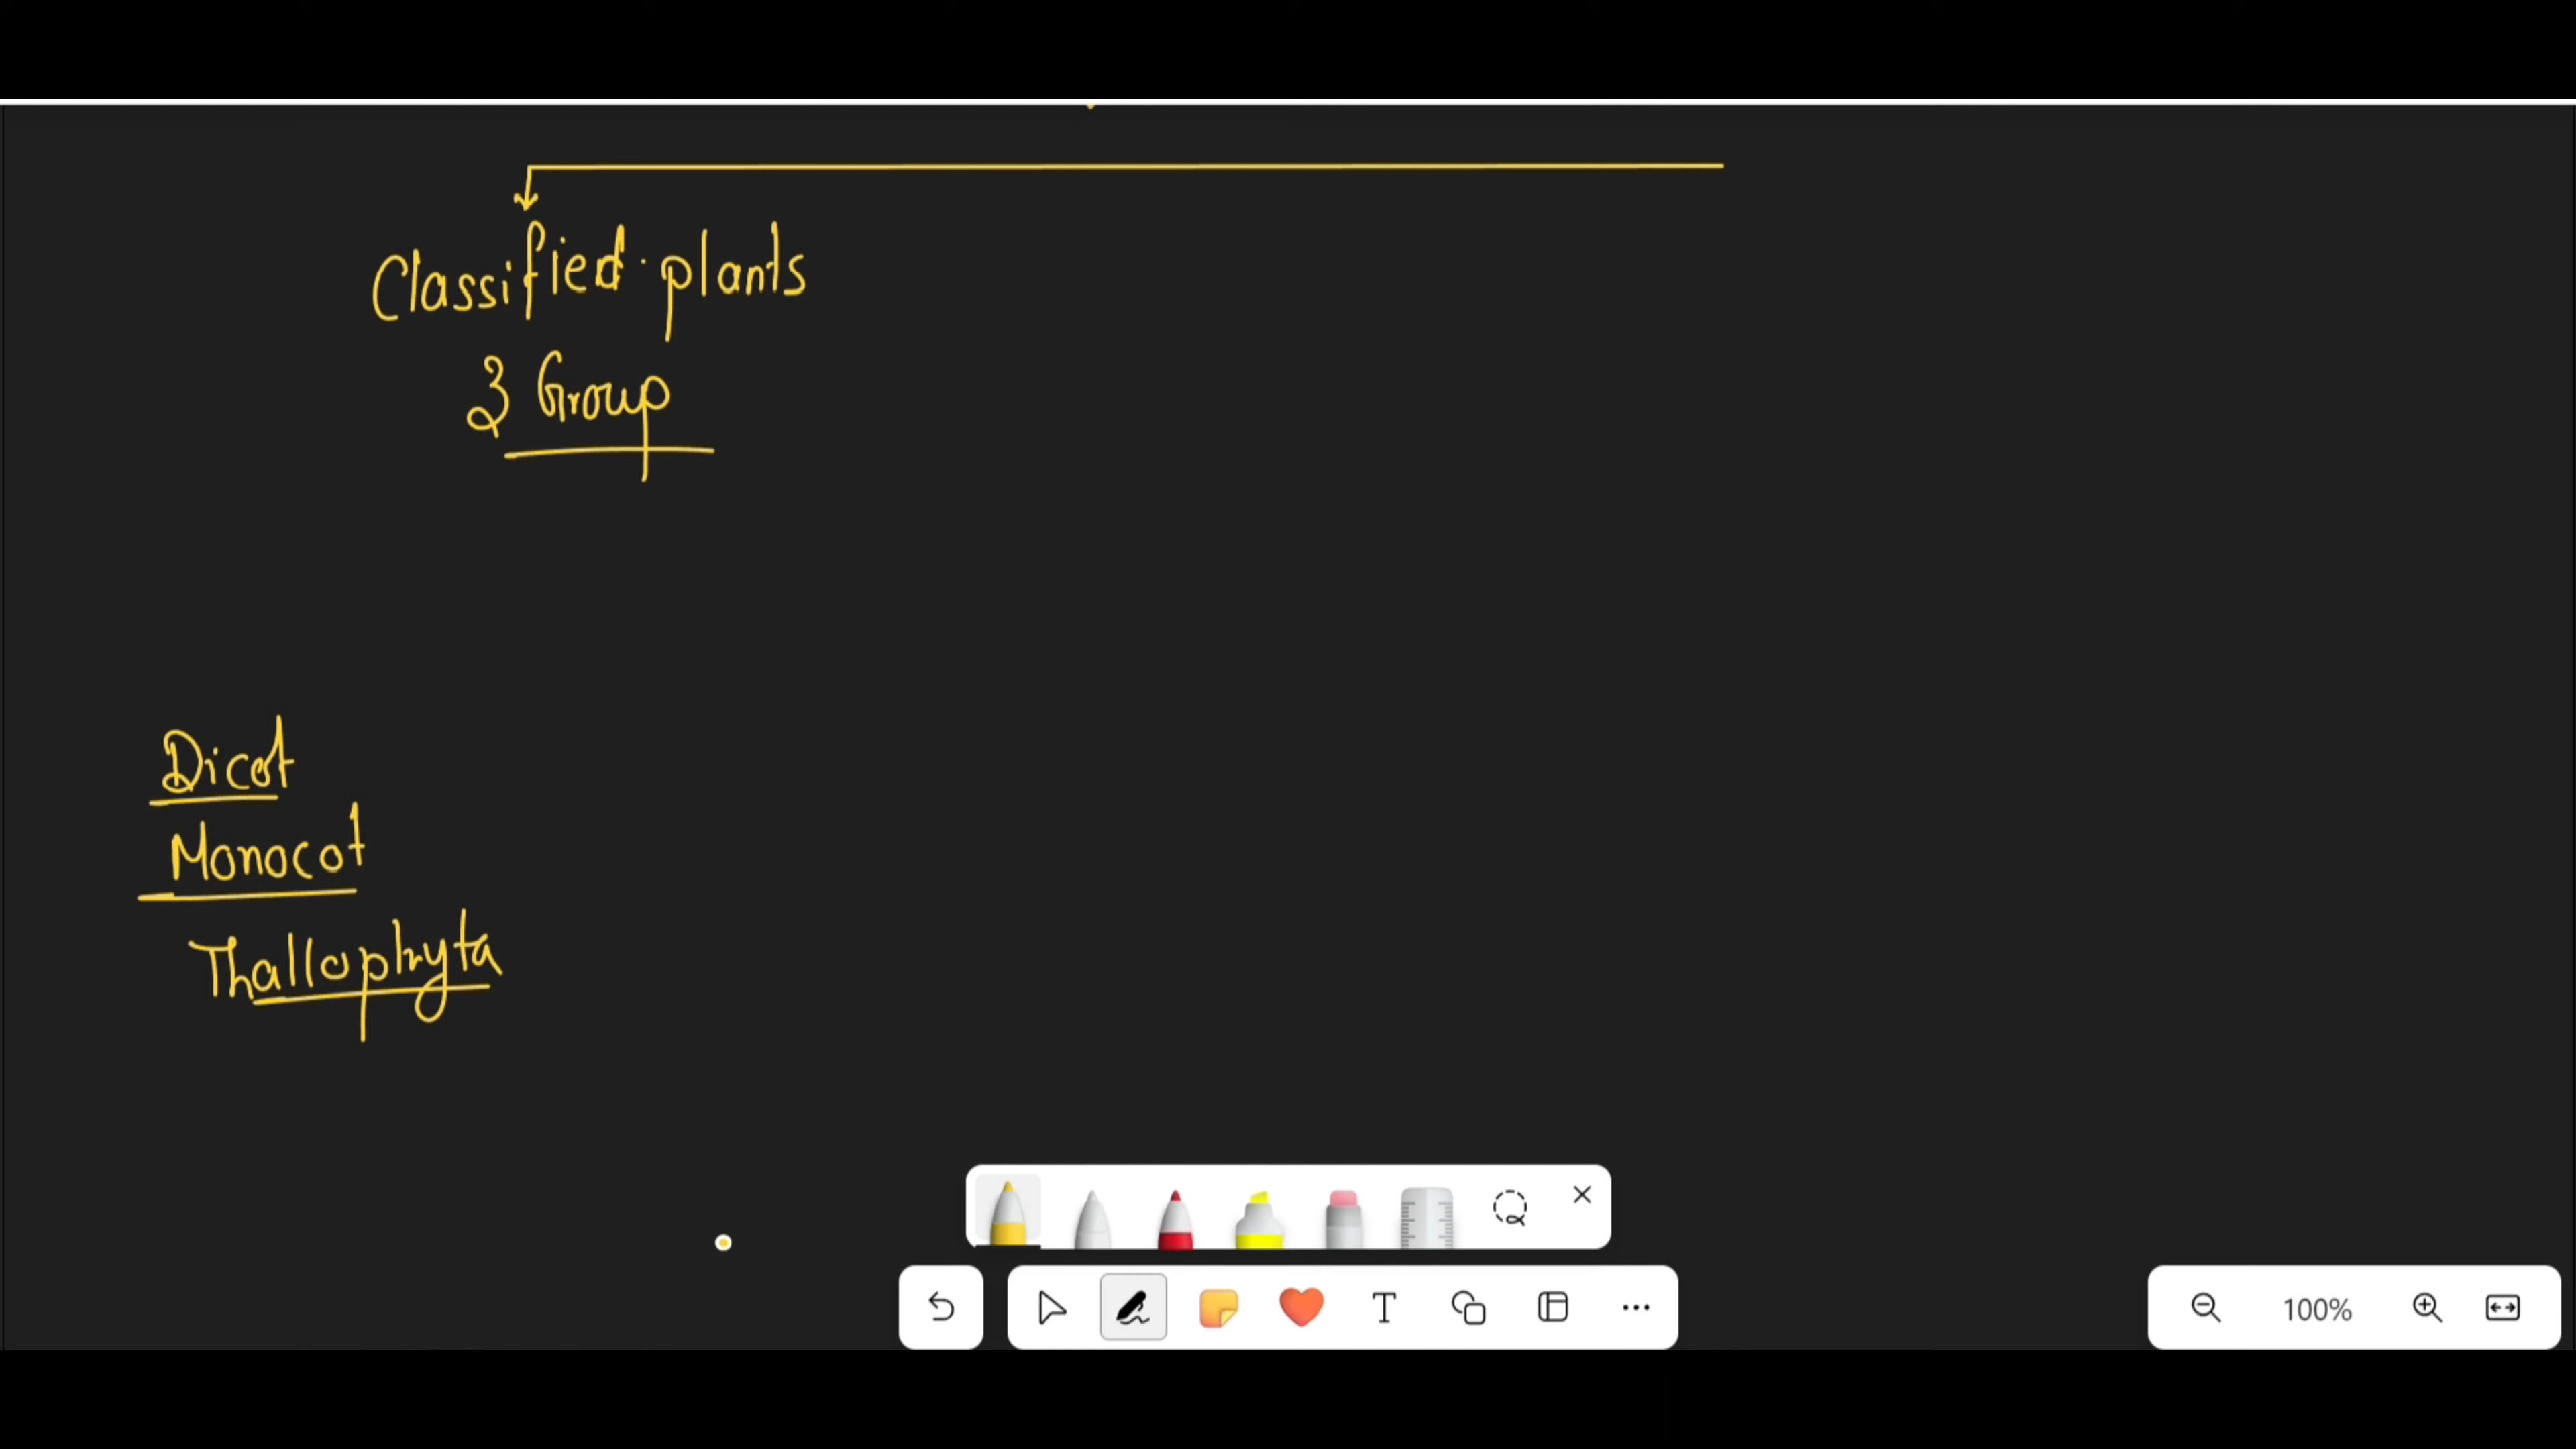 Classified plants
3 Group
Dicot
Monocot
Thallophyta
T
100%